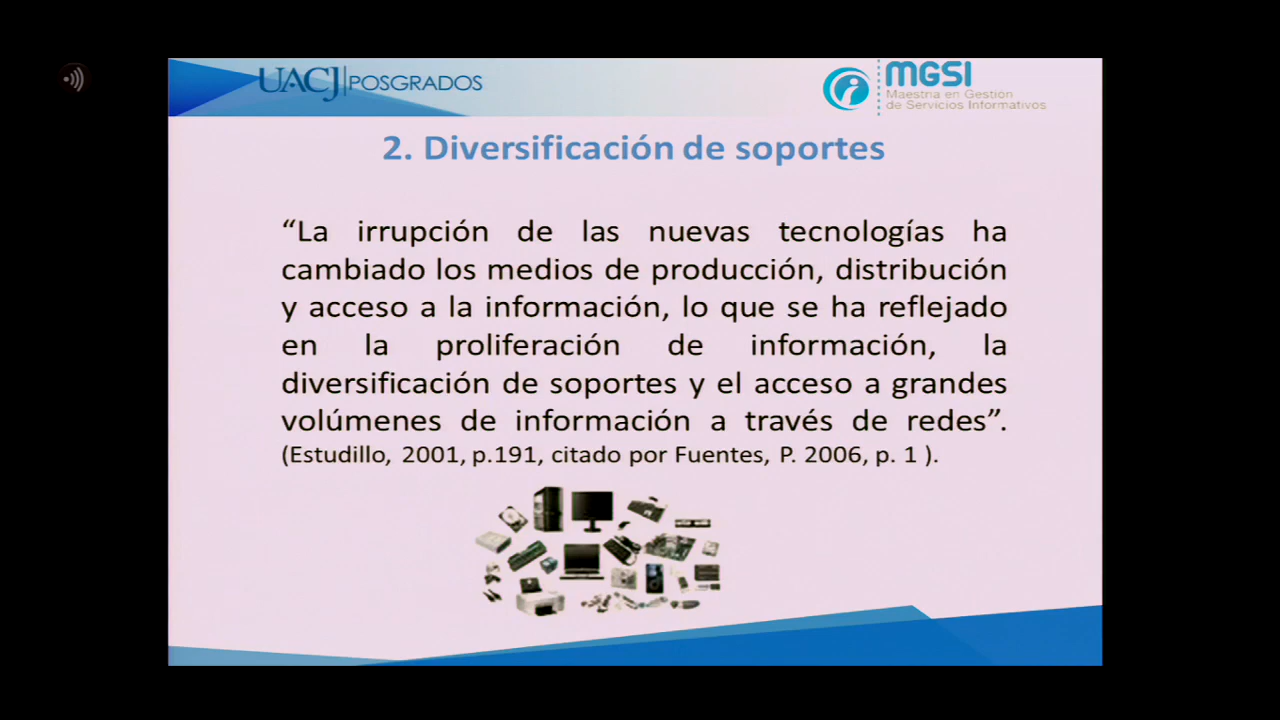 UACJ POSGRADOS
MGSI
Maestría en Gestión
de Servicios Informativos
2. Diversificación de soportes
“La irrupción de las nuevas tecnologías ha
cambiado los medios de producción, distribución
y acceso a la información, lo que se ha reflejado
en la proliferación de información, la
diversificación de soportes y el acceso a grandes
volúmenes de información a través de redes”.
(Estudillo, 2001, p.191, citado por Fuentes, P. 2006, p. 1 ).